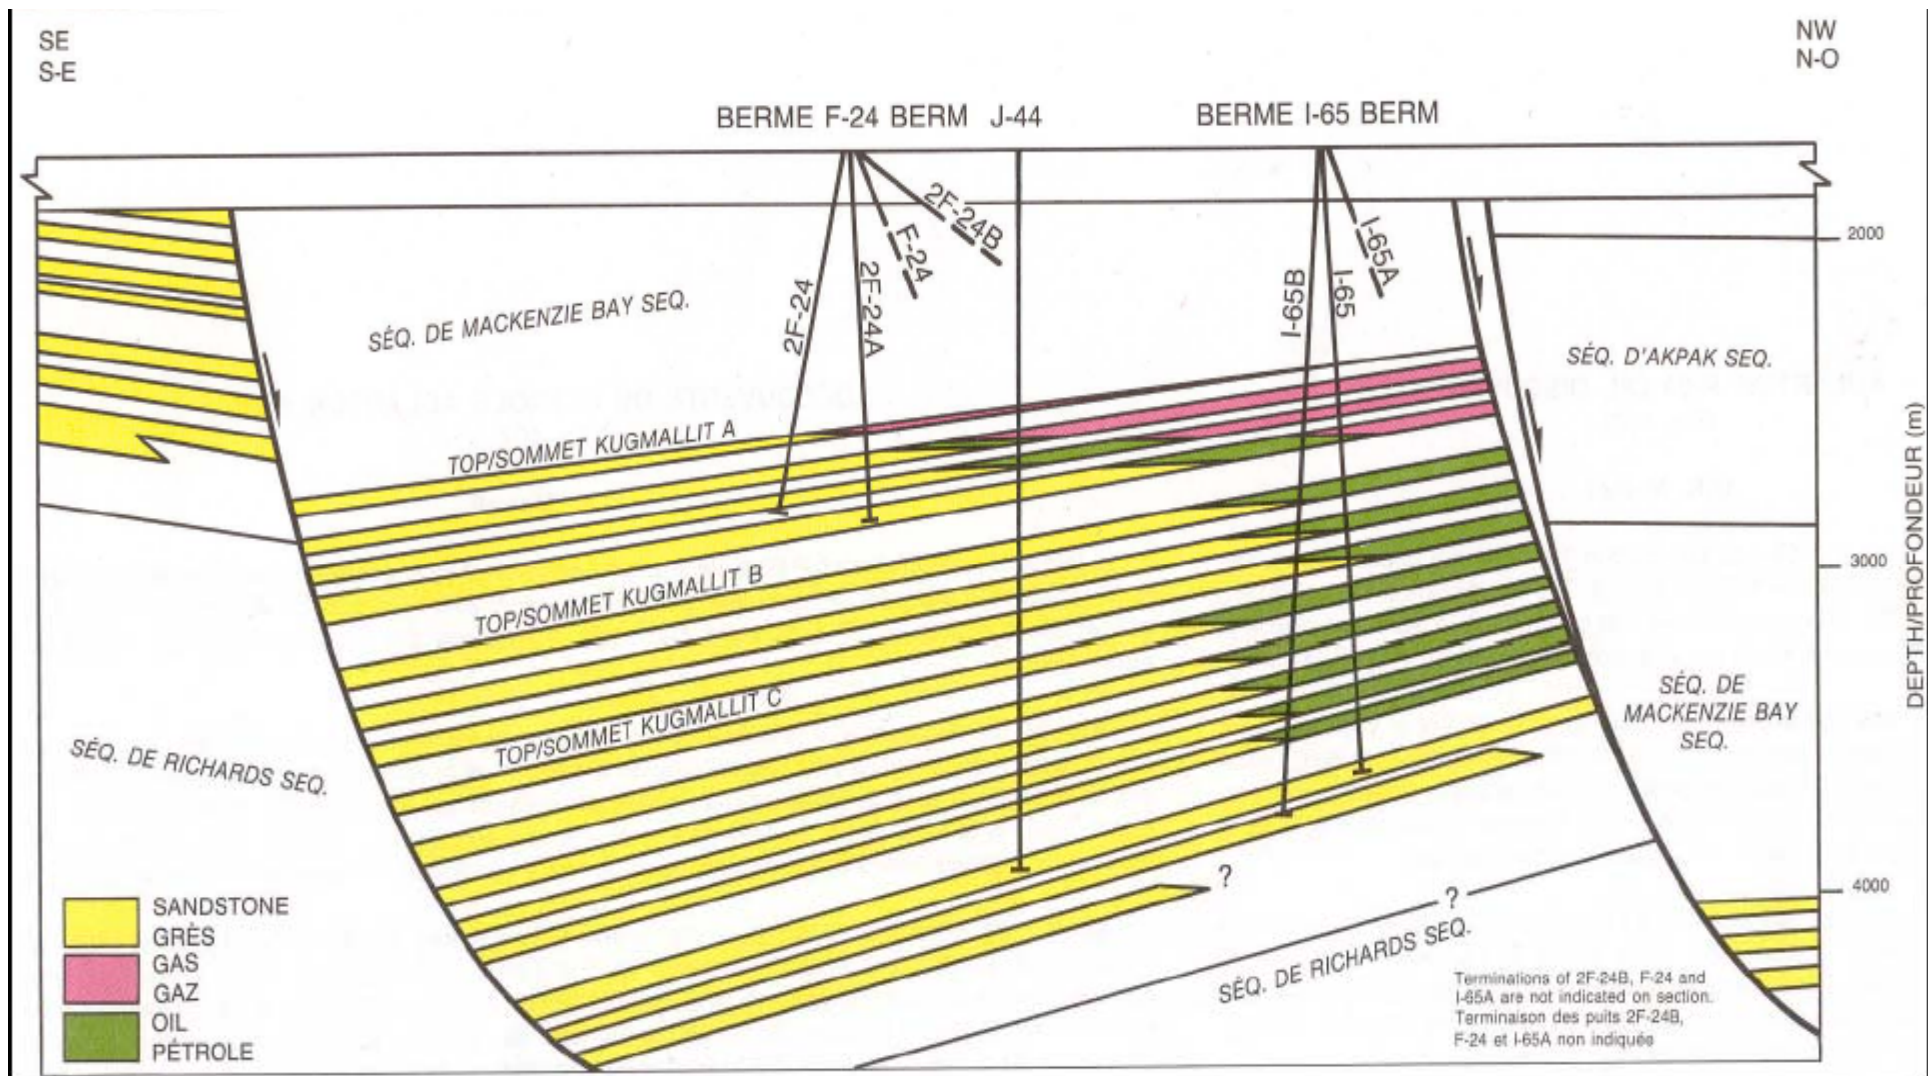 SE
S-E
NW
N-O
BERME F-24 BERM
J-44
BERME I-65 BERM
2F-24
2F-24A
F-24
2F-24B
I-65B
I-65
I-65A
SÉQ. DE MACKENZIE BAY SEQ.
TOP/SOMMET KUGMALLIT A
TOP/SOMMET KUGMALLIT B
TOP/SOMMET KUGMALLIT C
SÉQ. DE RICHARDS SEQ.
SÉQ. D'AKPAK SEQ.
SÉQ. DE
MACKENZIE BAY
SEQ.
2000
3000
4000
DEPTH/PROFONDEUR (m)
?
?
SÉQ. DE RICHARDS SEQ.
SANDSTONE
GRÈS
GAS
GAZ
OIL
PÉTROLE
Terminations of 2F-24B, F-24 and
I-65A are not indicated on section.
Terminaison des puits 2F-24B,
F-24 et I-65A non indiquée